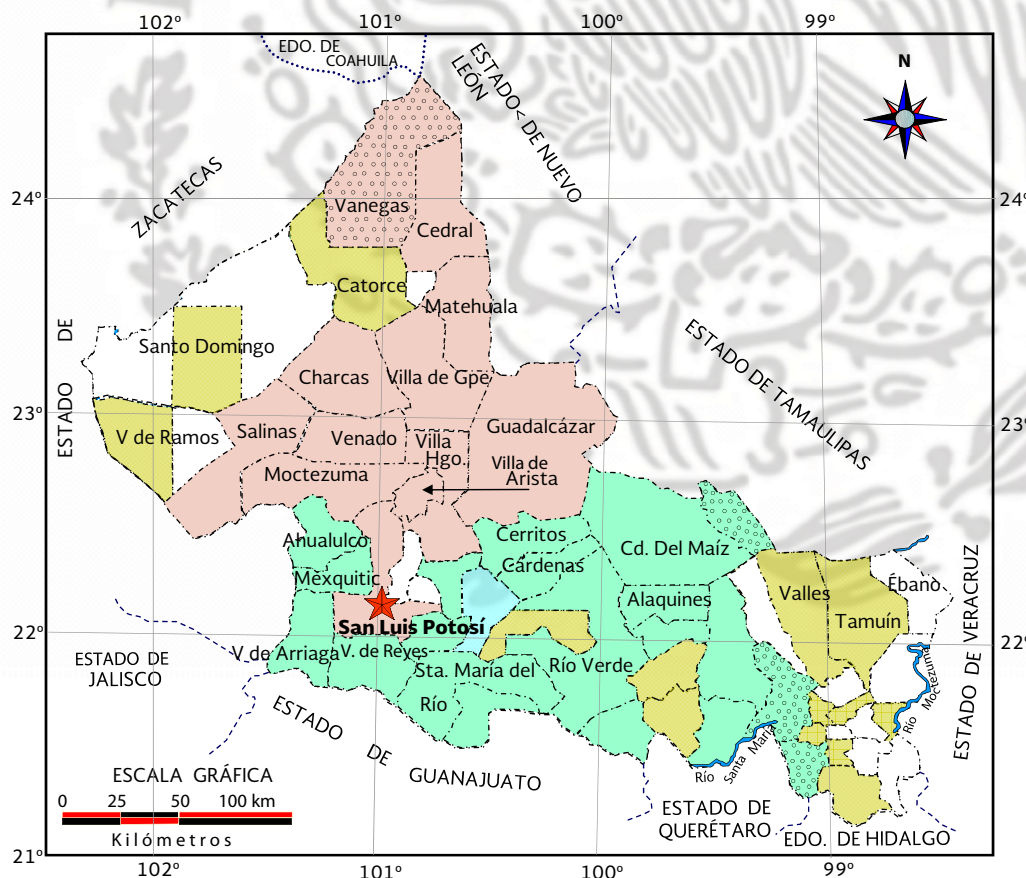 102°
101°
100°
99°
EDO. DE
COAHUILA
ESTADO< DE NUEVO
LEÓN
N
ZACATECAS
24°
24°
Vanegas
Cedral
Catorce
Matehuala
ESTADO DE
Santo Domingo
ESTADO DE TAMAULIPAS
Charcas
Villa de Gpe
23°
23°
V de Ramos
Salinas
Venado
Villa
Hgo.
Guadalcázar
Moctezuma
Villa de
Arista
Ahualulco
Cerritos
Cd. Del Maíz
Mexquitic
Cárdenas
Valles
Ébano
Alaquines
Tamuín
San Luis Potosí
22°
22°
V de Arriaga
V. de Reyes
Sta. María del
Río
Río Verde
ESTADO DE
JALISCO
ESTADO DE VERACRUZ
Río Moctezuma
ESTADO DE
GUANAJUATO
Río Santa María
ESCALA GRÁFICA
0 25 50 100 km
Kilómetros
ESTADO DE
QUERÉTARO
EDO. DE HIDALGO
21°
102°
101°
100°
99°